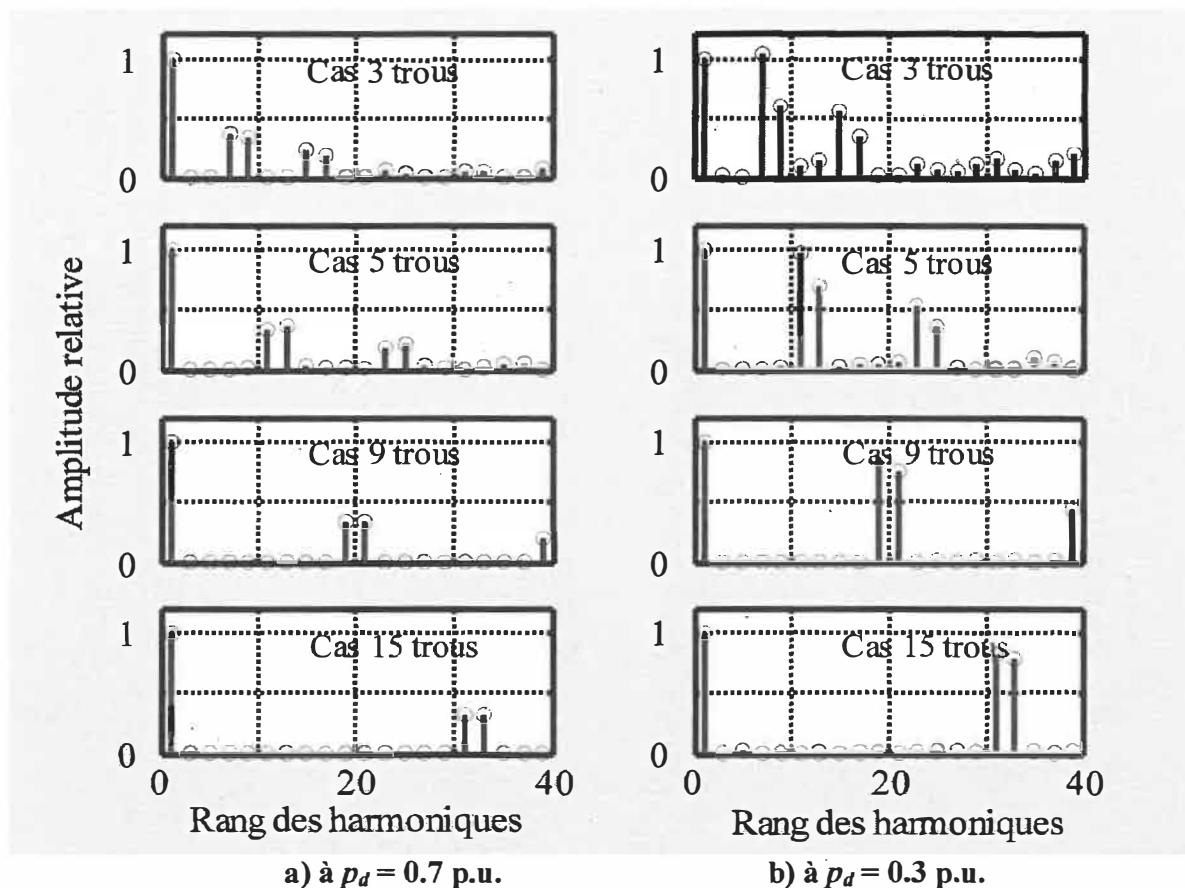 Amplitude relative
1
Cas 3 trous
0
1
Cas 5 trous
0
1
Cas 9 trous
0
1
Cas 15 trous
0
0
20
40
Rang des harmoniques
a) à p_d = 0.7 p.u.
1
Cas 3 trous
0
1
Cas 5 trous
0
1
Cas 9 trous
0
1
Cas 15 trous
0
0
20
40
Rang des harmoniques
b) à p_d = 0.3 p.u.